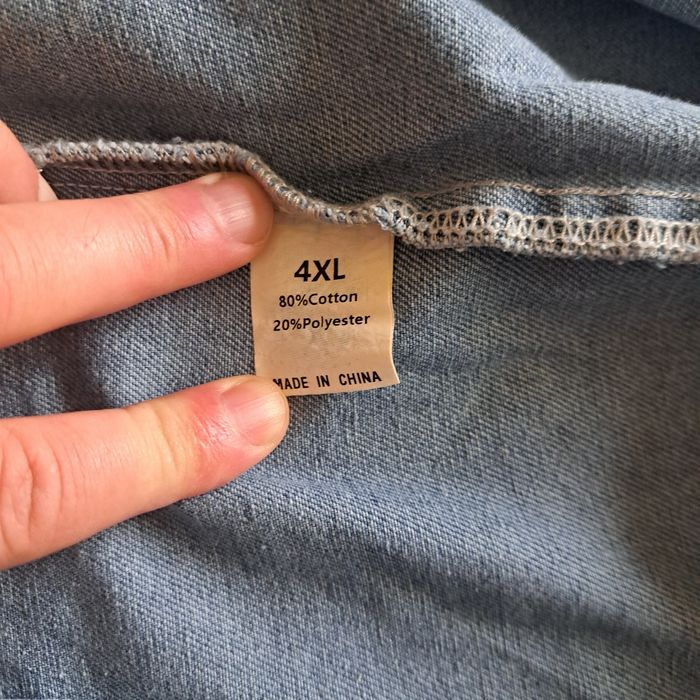 4XL
80%Cotton
20%Polyester
MADE IN CHINA